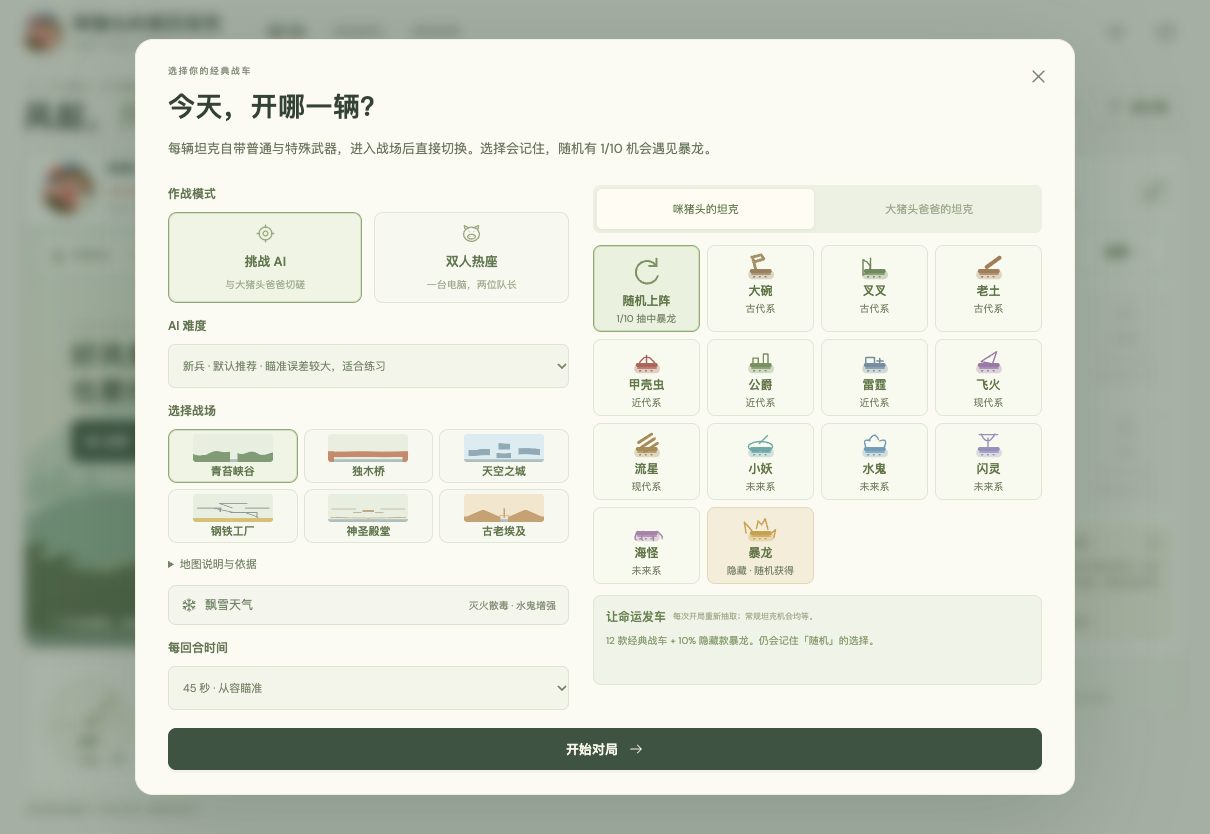 选择你的经典战车
今天，开哪一辆？
每辆坦克自带普通与特殊武器，进入战场后直接切换。选择会记住，随机有 1/10 机会遇见暴龙。
作战模式
挑战 AI
与大猪头爸爸切磋
双人热座
一台电脑，两位队长
AI 难度
新兵 · 默认推荐 · 瞄准误差较大，适合练习
选择战场
青苔峡谷
独木桥
天空之城
钢铁工厂
神圣殿堂
古老埃及
地图说明与依据
飘雪天气
灭火散毒 · 水鬼增强
每回合时间
45 秒 · 从容瞄准
咪猪头的坦克
大猪头爸爸的坦克
随机上阵
1/10 抽中暴龙
大碗
古代系
叉叉
古代系
老土
古代系
甲壳虫
近代系
公爵
近代系
雷霆
近代系
飞火
现代系
流星
现代系
小妖
未来系
水鬼
未来系
闪灵
未来系
海怪
未来系
暴龙
隐藏 · 随机获得
让命运发车 每次开局重新抽取；常规坦克机会均等。
12 款经典战车 + 10% 隐藏款暴龙。仍会记住「随机」的选择。
开始对局 →